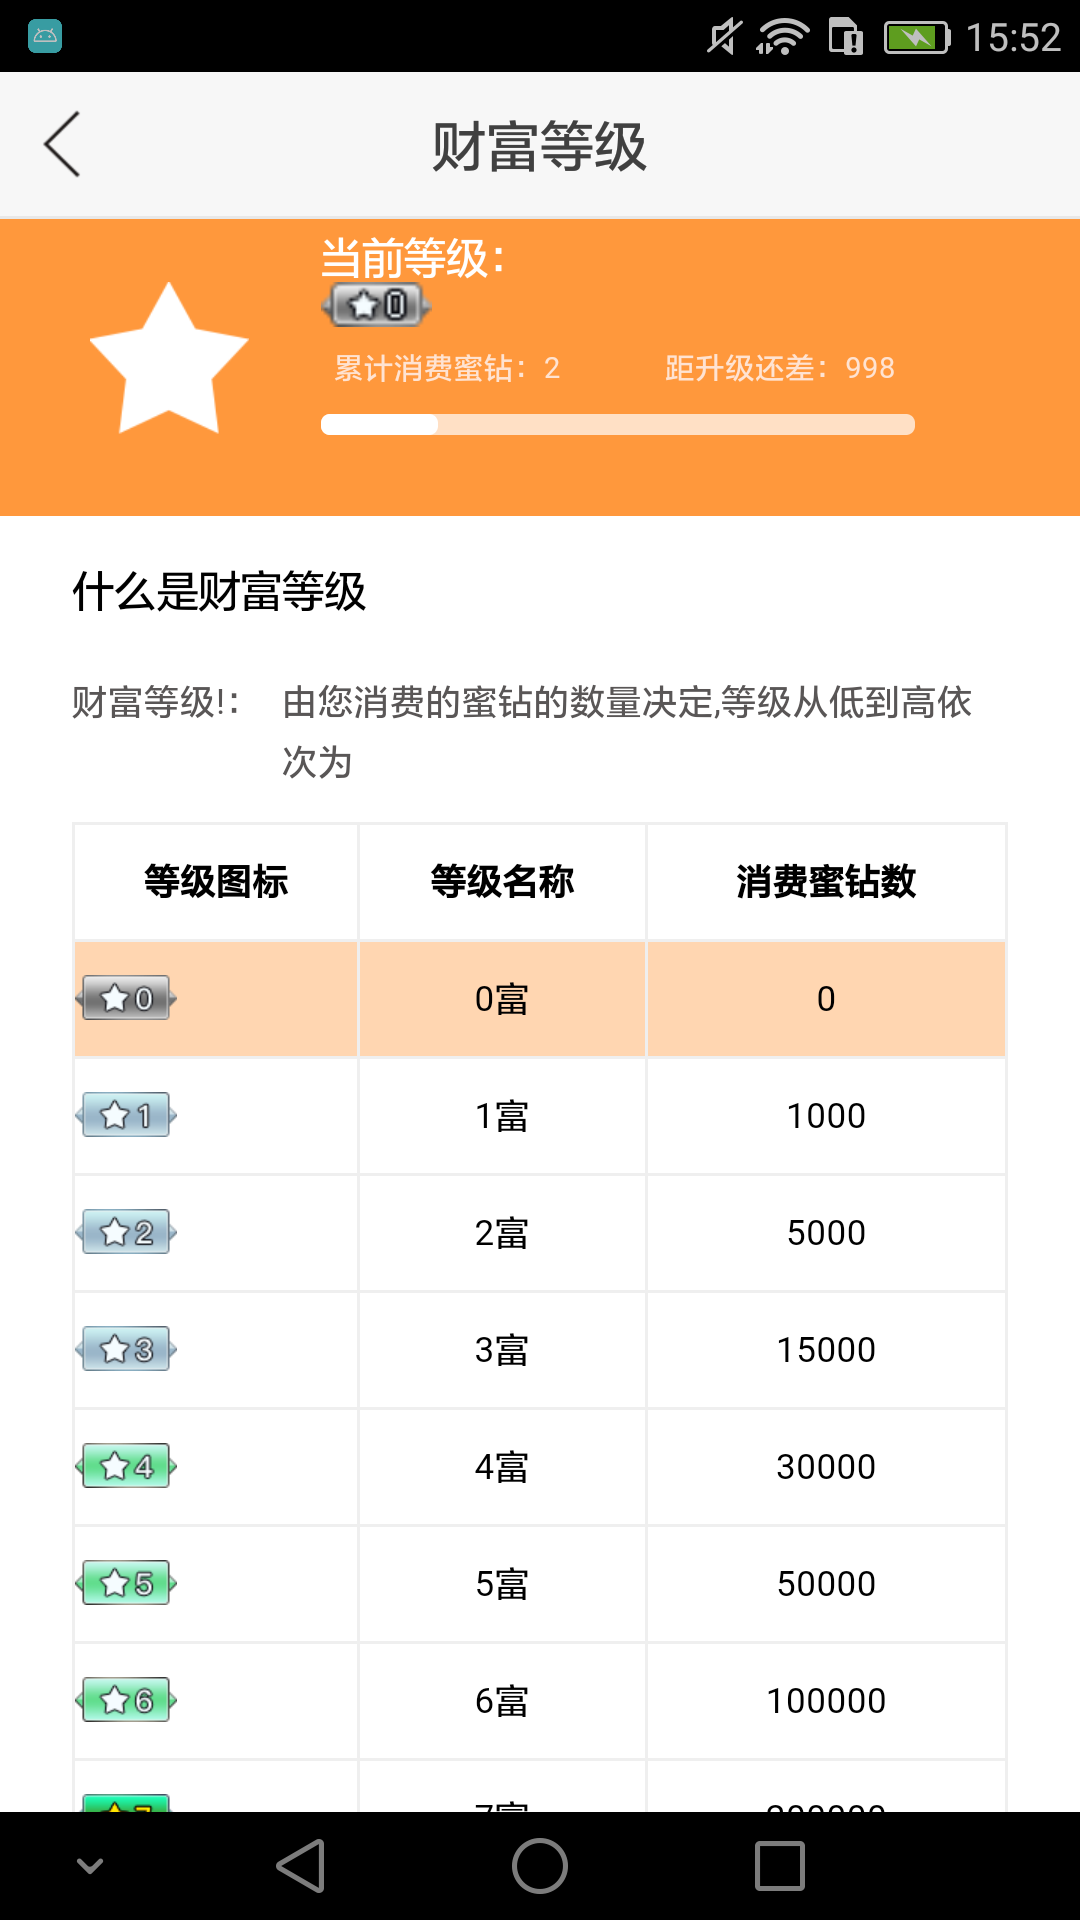 15:52
财富等级
当前等级：
0
累计消费蜜钻：2 距升级还差：998
什么是财富等级
财富等级!： 由您消费的蜜钻的数量决定,等级从低到高依
次为
等级图标 等级名称 消费蜜钻数
0 0富 0
1 1富 1000
2 2富 5000
3 3富 15000
4 4富 30000
5 5富 50000
6 6富 100000
7 7富